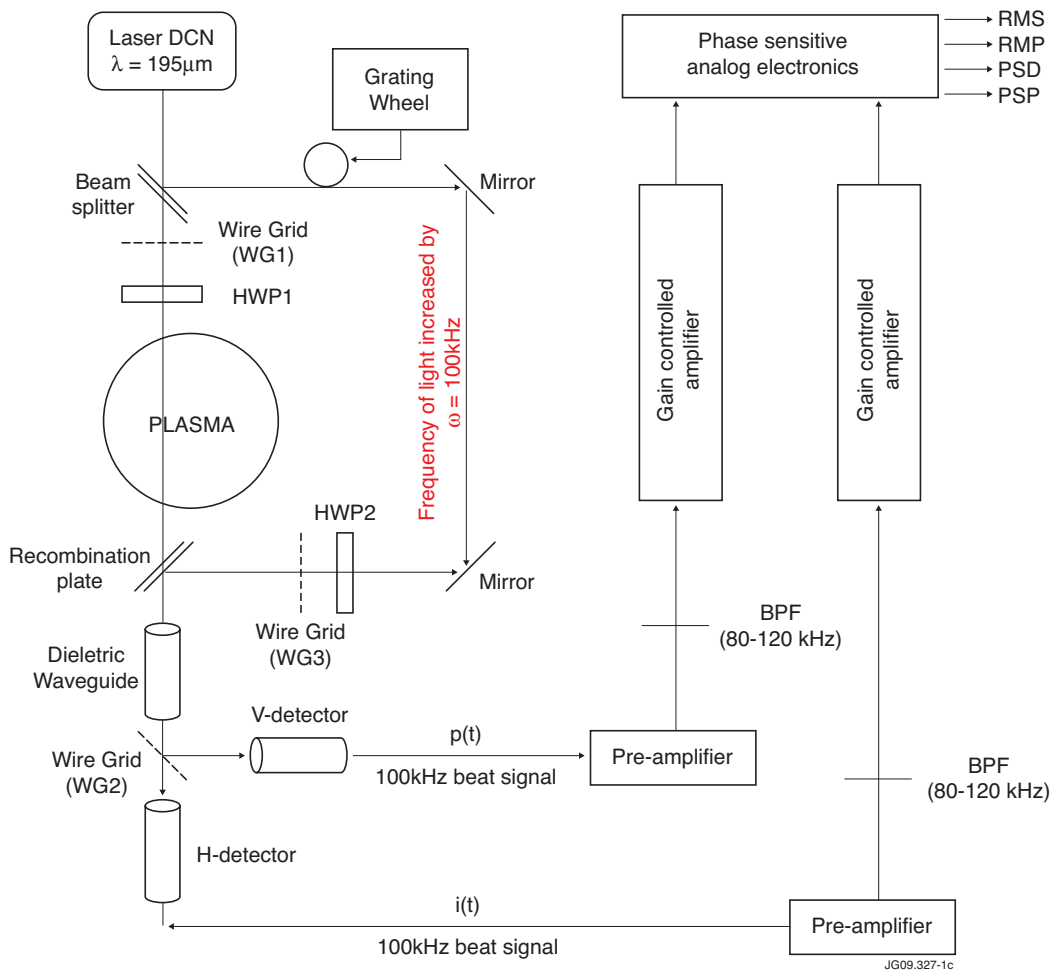 Laser DCN
λ = 195μm
Grating
Wheel
Phase sensitive
analog electronics
RMS
RMP
PSD
PSP
Beam
splitter
Mirror
Wire Grid
(WG1)
HWP1
Frequency of light increased by
ω = 100kHz
Gain controlled
amplifier
Gain controlled
amplifier
PLASMA
HWP2
Recombination
plate
Mirror
Wire Grid
(WG3)
BPF
(80-120 kHz)
Dieletric
Waveguide
V-detector
p(t)
100kHz beat signal
Pre-amplifier
Wire Grid
(WG2)
BPF
(80-120 kHz)
H-detector
i(t)
100kHz beat signal
Pre-amplifier
JG09.327-1c